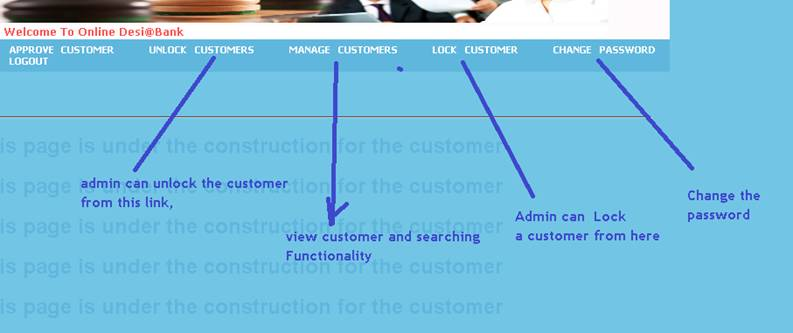 Welcome To Online Desi@Bank
APPROVE CUSTOMER UNLOCK CUSTOMERS MANAGE CUSTOMERS LOCK CUSTOMER CHANGE PASSWORD
LOGOUT
is page is under the construction for the customer
is page is under the construction for the customer
admin can unlock the customer
from this link,
Change the
password
is page is under the construction for the customer
Admin can Lock
a customer from here
view customer and searching
Functionality
is page is under the construction for the customer
is page is under the construction for the customer